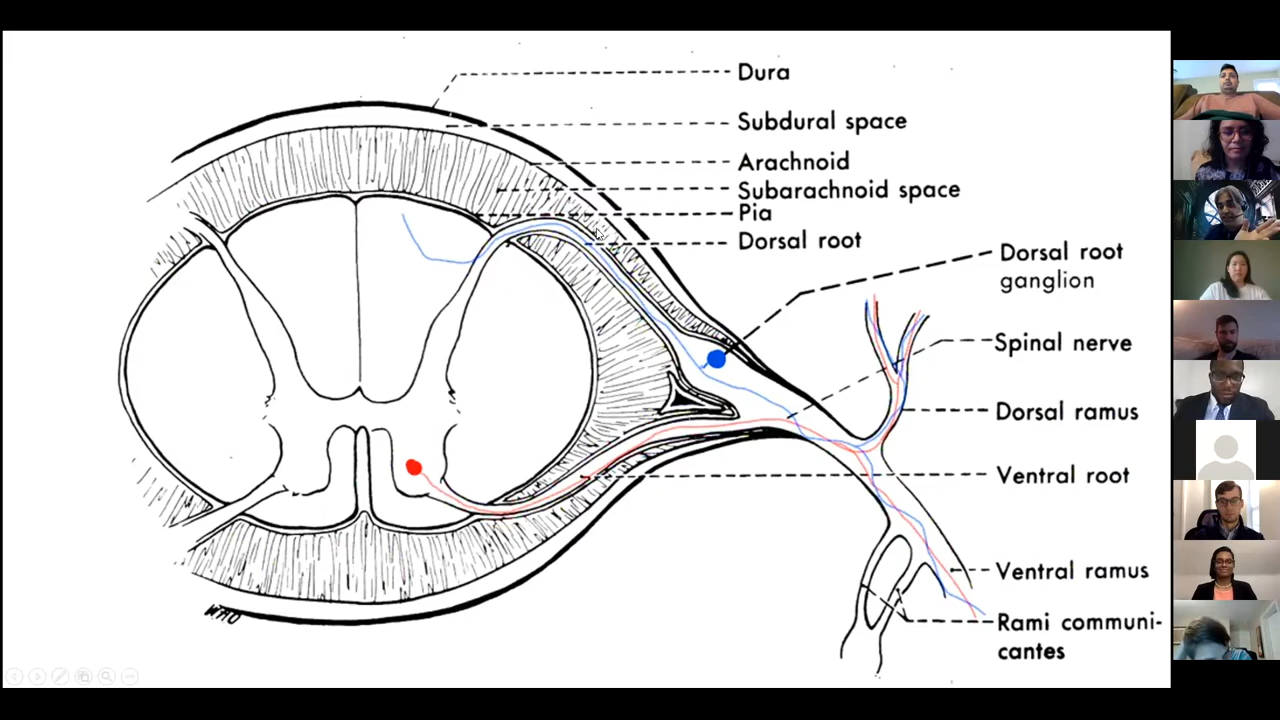 Dura
Subdural space
Arachnoid
Subarachnoid space
Pia
Dorsal root
Dorsal root
ganglion
Spinal nerve
Dorsal ramus
Ventral root
Ventral ramus
Rami communi-
cantes